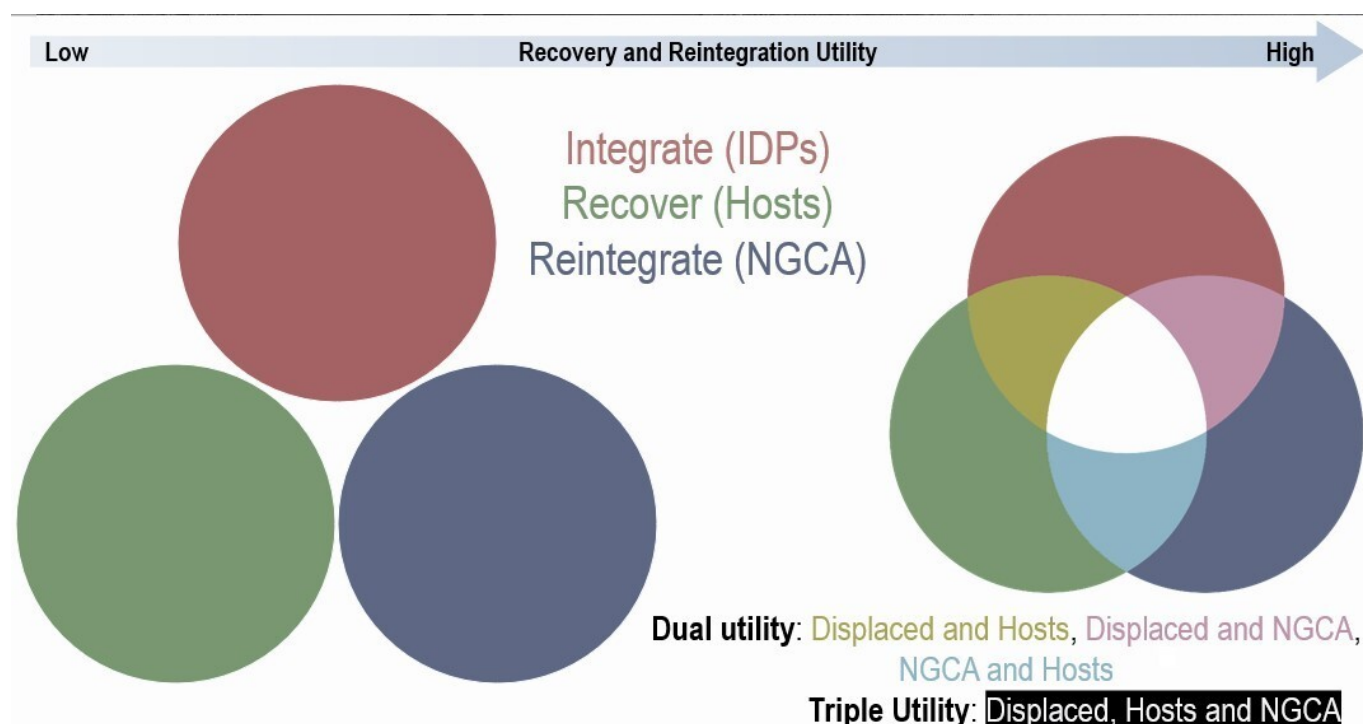 Low Recovery and Reintegration Utility High
Integrate (IDPs)
Recover (Hosts)
Reintegrate (NGCA)
Dual utility: Displaced and Hosts, Displaced and NGCA,
NGCA and Hosts
Triple Utility: Displaced, Hosts and NGCA